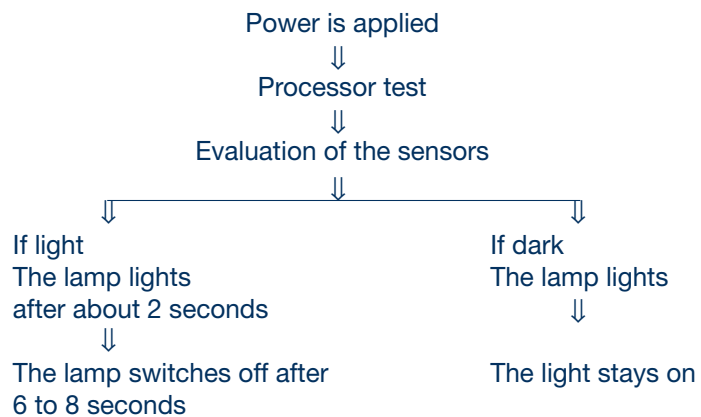 Power is applied
⇓
Processor test
⇓
Evaluation of the sensors
⇓
⇓ ⇓
If light
The lamp lights
after about 2 seconds
⇓
The lamp switches off after
6 to 8 seconds
If dark
The lamp lights
⇓
The light stays on